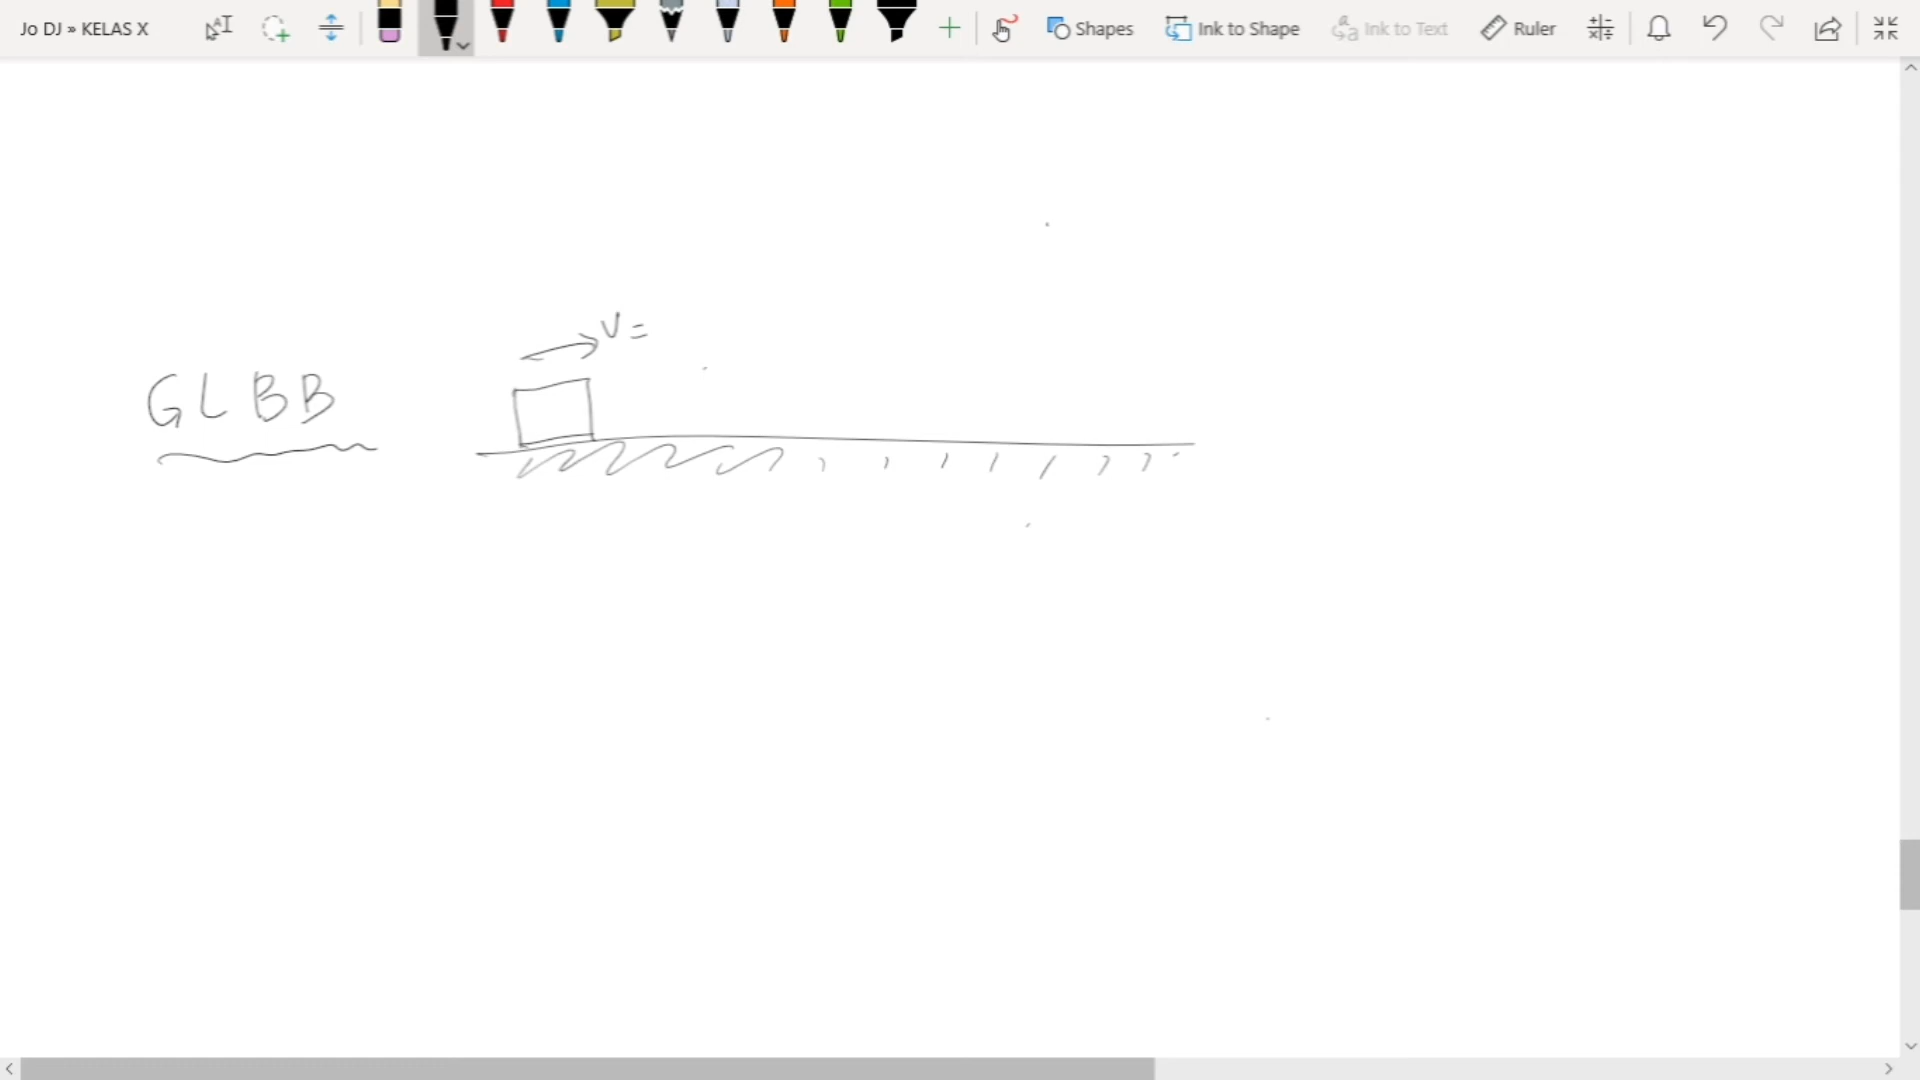 Jo DJ » KELAS X
Shapes
Ink to Shape
Ink to Text
Ruler
V =
GLBB